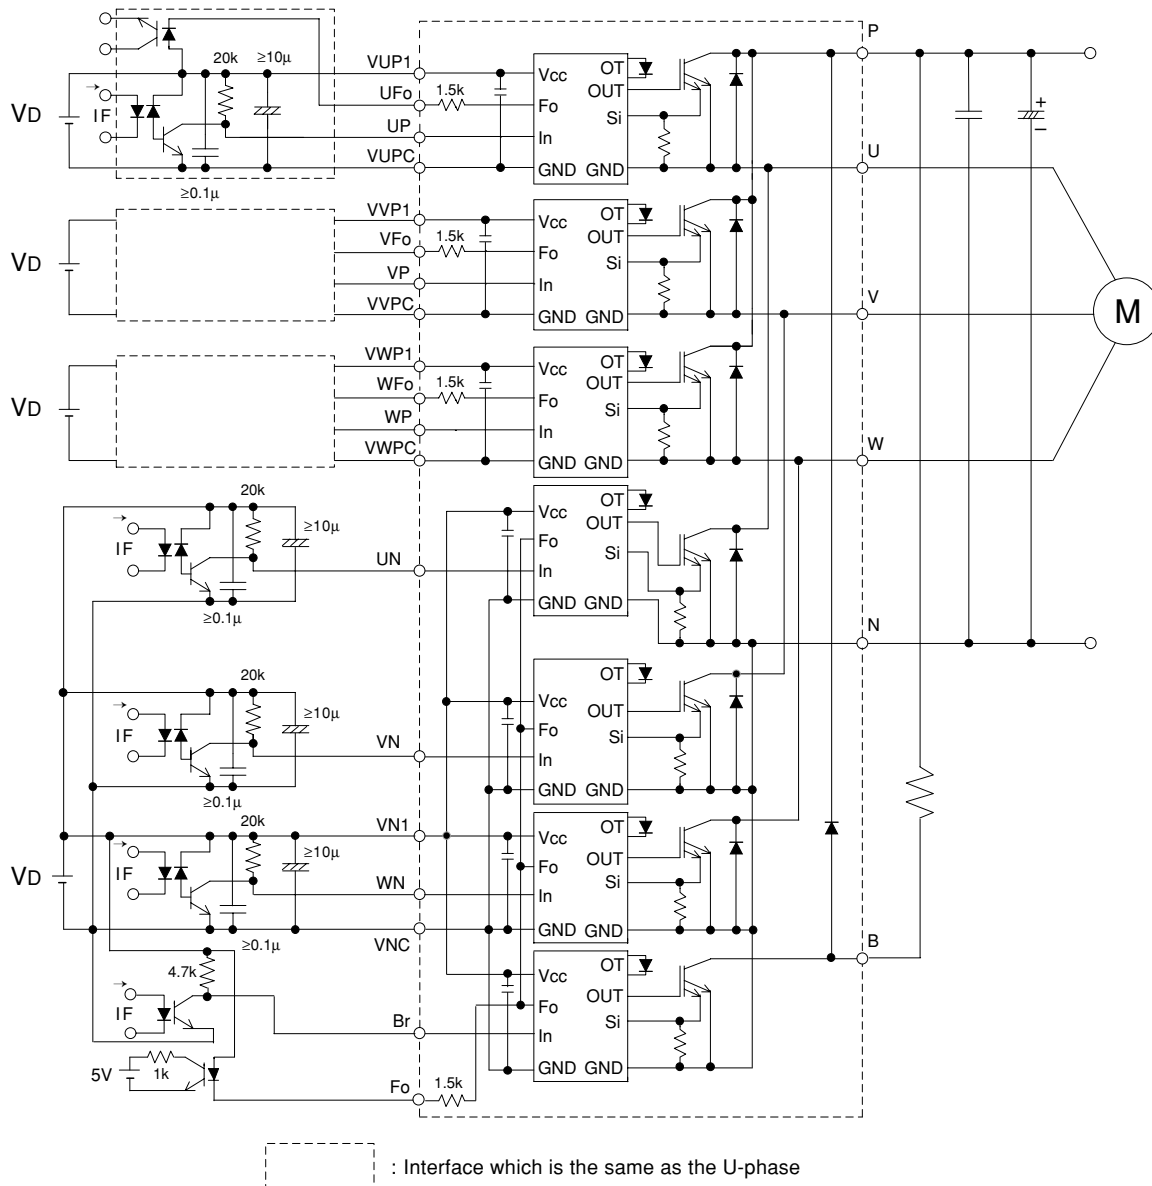 20k
≥10µ
VUP1
UFo
1.5k
UP
VUPC
VD
IF
≥0.1µ
Vcc
Fo
In
GND
GND
OT
OUT
Si
P
U
+
–
VVP1
VFo
1.5k
VP
VVPC
VD
Vcc
Fo
In
GND
GND
OT
OUT
Si
V
M
VWP1
WFo
1.5k
WP
VWPC
VD
Vcc
Fo
In
GND
GND
OT
OUT
Si
W
20k
≥10µ
IF
≥0.1µ
UN
Vcc
Fo
In
GND
GND
OT
OUT
Si
N
20k
≥10µ
IF
≥0.1µ
VN
Vcc
Fo
In
GND
GND
OT
OUT
Si
20k
≥10µ
VN1
VD
IF
≥0.1µ
WN
VNC
Vcc
Fo
In
GND
GND
OT
OUT
Si
B
4.7k
IF
Br
5V
1k
Fo
1.5k
Vcc
Fo
In
GND
GND
OT
OUT
Si
: Interface which is the same as the U-phase